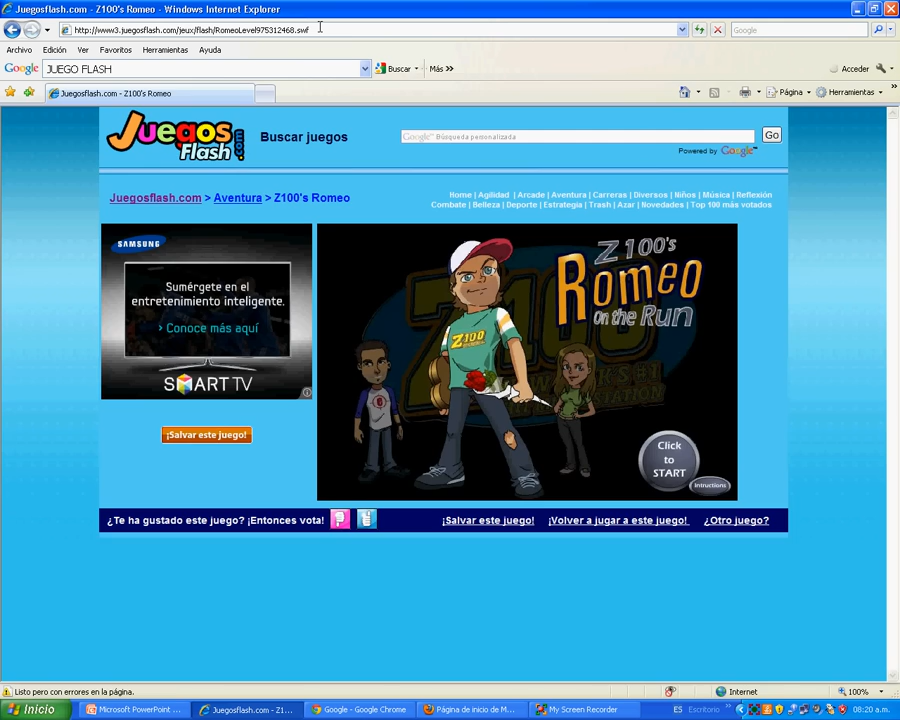 Juegosflash.com - Z100's Romeo - Windows Internet Explorer
http://www3.juegosflash.com/jeux/flash/RomeoLevel975312468.swf
Google
Archivo Edición Ver Favoritos Herramientas Ayuda
Google JUEGO FLASH Buscar Más >> Acceder
Juegosflash.com - Z100's Romeo Página Herramientas
Juegos Flash .com
Buscar juegos
Google™ Búsqueda personalizada
Go
Powered by Google™
Juegosflash.com > Aventura > Z100's Romeo
Home | Agilidad | Arcade | Aventura | Carreras | Diversos | Niños | Música | Reflexión
Combate | Belleza | Deporte | Estrategia | Trash | Azar | Novedades | Top 100 más votados
SAMSUNG
Sumérgete en el
entretenimiento inteligente.
> Conoce más aquí
SMART TV
¡Salvar este juego!
Z100's
Romeo
On the Run
Z100
Click
to
START
Intructions
¿Te ha gustado este juego? ¡Entonces vota!
¡Salvar este juego! ¡Volver a jugar a este juego! ¿Otro juego?
Listo pero con errores en la página. Internet 100%
Inicio Microsoft PowerPoint ... Juegosflash.com - Z1... Google - Google Chrome Página de inicio de M... My Screen Recorder ES Escritorio 08:20 a.m.